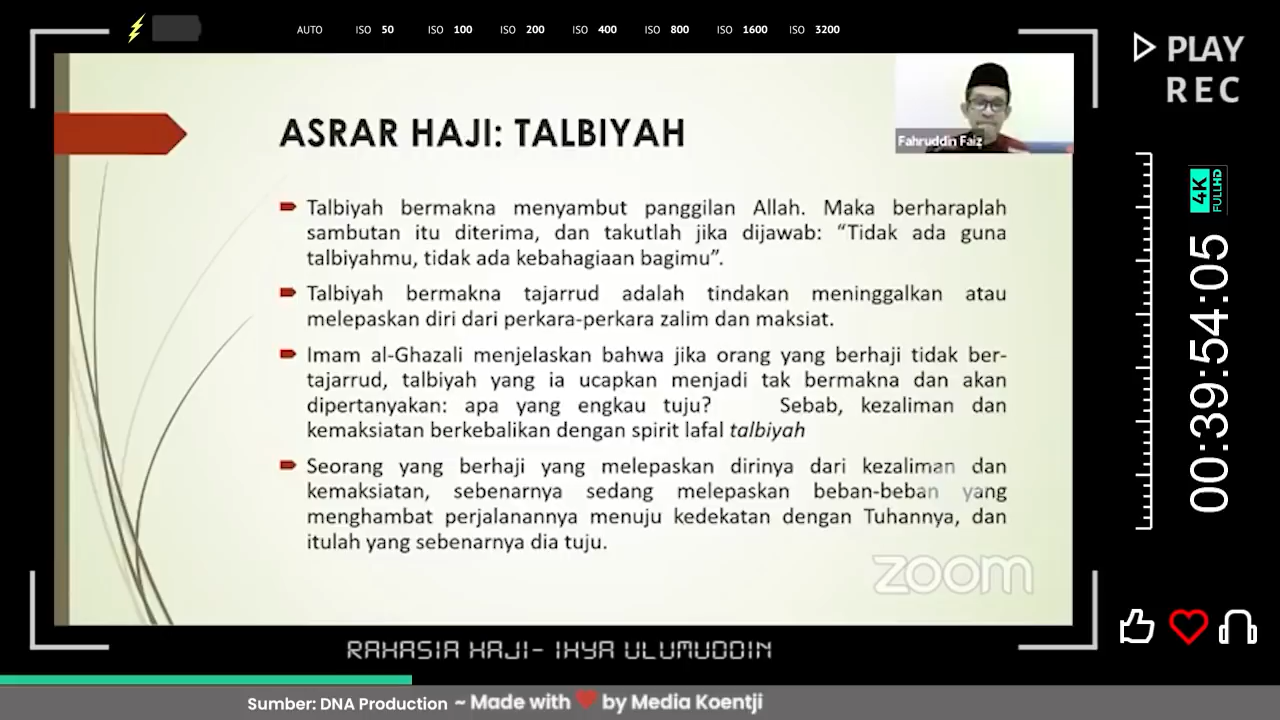 AUTO ISO 50 ISO 100 ISO 200 ISO 400 ISO 800 ISO 1600 ISO 3200
PLAY
REC
ASRAR HAJI: TALBIYAH
Fahruddin Faiz
Talbiyah bermakna menyambut panggilan Allah. Maka berharaplah
sambutan itu diterima, dan takutlah jika dijawab: “Tidak ada guna
talbiyahmu, tidak ada kebahagiaan bagimu”.
Talbiyah bermakna tajarrud adalah tindakan meninggalkan atau
melepaskan diri dari perkara-perkara zalim dan maksiat.
Imam al-Ghazali menjelaskan bahwa jika orang yang berhaji tidak ber-
tajarrud, talbiyah yang ia ucapkan menjadi tak bermakna dan akan
dipertanyakan: apa yang engkau tuju? Sebab, kezaliman dan
kemaksiatan berkebalikan dengan spirit lafal talbiyah
Seorang yang berhaji yang melepaskan dirinya dari kezaliman dan
kemaksiatan, sebenarnya sedang melepaskan beban-beban yang
menghambat perjalanannya menuju kedekatan dengan Tuhannya, dan
itulah yang sebenarnya dia tuju.
zoom
4K
FULLHD
00:39:54:05
RAHASIA HAJI- IHYA ULUMUDDIN
Sumber: DNA Production ~ Made with ❤ by Media Koentji